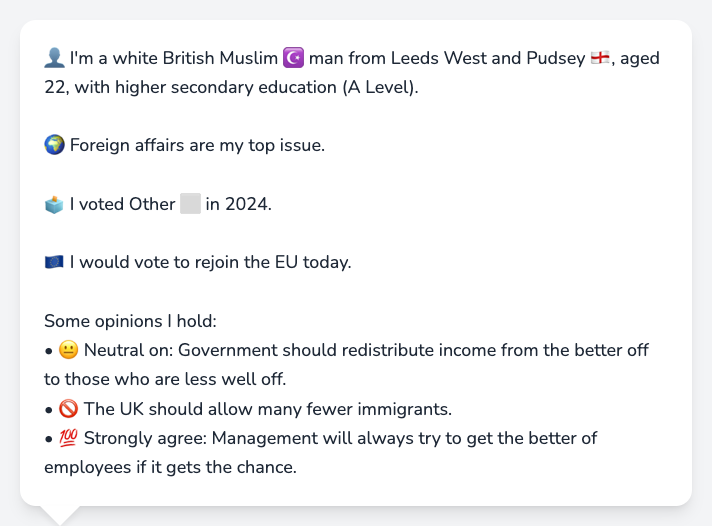 👤 I'm a white British Muslim ☪️ man from Leeds West and Pudsey 🏴󠁧󠁢󠁥󠁮󠁧󠁿, aged
22, with higher secondary education (A Level).
🌍 Foreign affairs are my top issue.
🗳️ I voted Other ⬜ in 2024.
🇪🇺 I would vote to rejoin the EU today.
Some opinions I hold:
• 😐 Neutral on: Government should redistribute income from the better off
to those who are less well off.
• 🚫 The UK should allow many fewer immigrants.
• 💯 Strongly agree: Management will always try to get the better of
employees if it gets the chance.